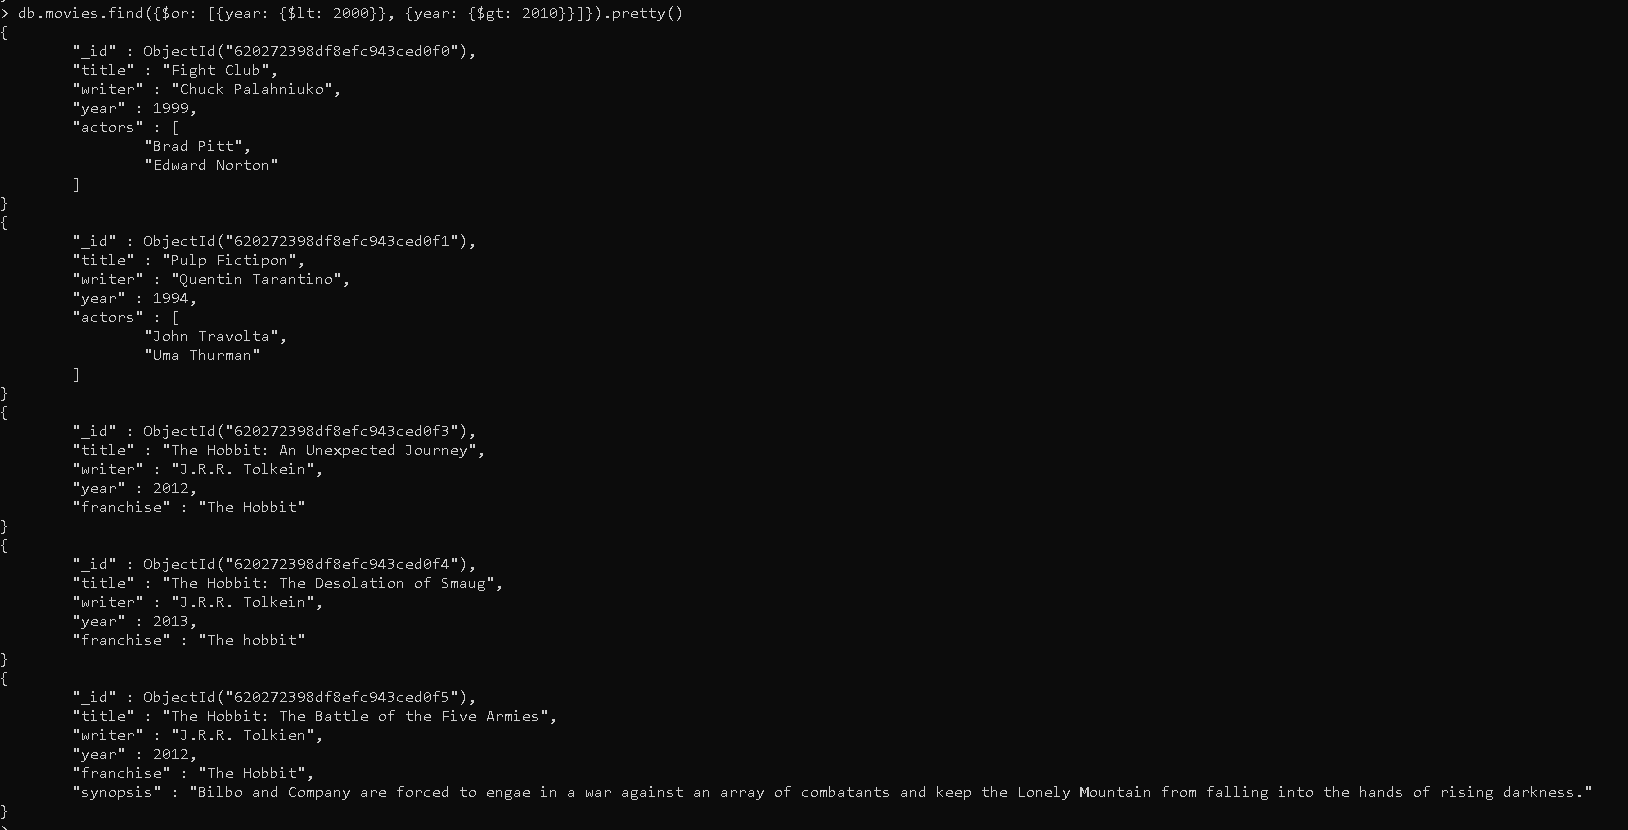 > db.movies.find({$or: [{year: {$lt: 2000}}, {year: {$gt: 2010}}]}).pretty()
{
        "_id" : ObjectId("620272398df8efc943ced0f0"),
        "title" : "Fight Club",
        "writer" : "Chuck Palahniuko",
        "year" : 1999,
        "actors" : [
                "Brad Pitt",
                "Edward Norton"
        ]
}
{
        "_id" : ObjectId("620272398df8efc943ced0f1"),
        "title" : "Pulp Fictipon",
        "writer" : "Quentin Tarantino",
        "year" : 1994,
        "actors" : [
                "John Travolta",
                "Uma Thurman"
        ]
}
{
        "_id" : ObjectId("620272398df8efc943ced0f3"),
        "title" : "The Hobbit: An Unexpected Journey",
        "writer" : "J.R.R. Tolkein",
        "year" : 2012,
        "franchise" : "The Hobbit"
}
{
        "_id" : ObjectId("620272398df8efc943ced0f4"),
        "title" : "The Hobbit: The Desolation of Smaug",
        "writer" : "J.R.R. Tolkein",
        "year" : 2013,
        "franchise" : "The hobbit"
}
{
        "_id" : ObjectId("620272398df8efc943ced0f5"),
        "title" : "The Hobbit: The Battle of the Five Armies",
        "writer" : "J.R.R. Tolkien",
        "year" : 2012,
        "franchise" : "The Hobbit",
        "synopsis" : "Bilbo and Company are forced to engae in a war against an array of combatants and keep the Lonely Mountain from falling into the hands of rising darkness."
}
>